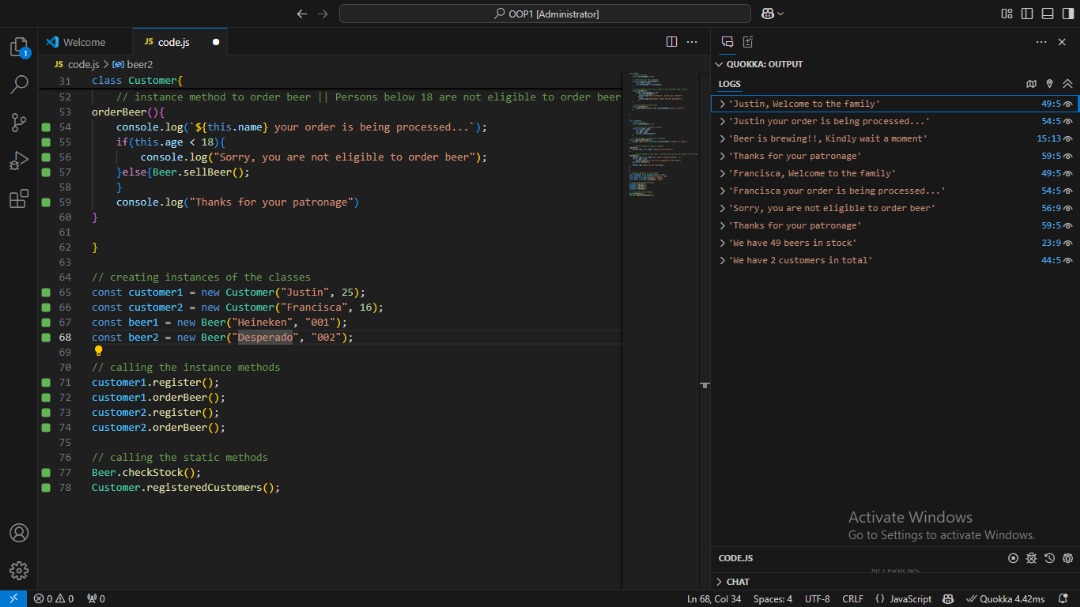 OOP1 [Administrator]
Welcome
JS code.js
JS code.js > beer2
31 class Customer{
52 // instance method to order beer || Persons below 18 are not eligible to order beer
53 orderBeer(){
54 console.log(`${this.name} your order is being processed...`);
55 if(this.age < 18){
56 console.log("Sorry, you are not eligible to order beer");
57 }else{Beer.sellBeer();
58 }
59 console.log("Thanks for your patronage")
60 }
61
62 }
63
64 // creating instances of the classes
65 const customer1 = new Customer("Justin", 25);
66 const customer2 = new Customer("Francisca", 16);
67 const beer1 = new Beer("Heineken", "001");
68 const beer2 = new Beer("Desperado", "002");
69
70 // calling the instance methods
71 customer1.register();
72 customer1.orderBeer();
73 customer2.register();
74 customer2.orderBeer();
75
76 // calling the static methods
77 Beer.checkStock();
78 Customer.registeredCustomers();
1
QUOKKA: OUTPUT
LOGS
'Justin, Welcome to the family' 49:5
'Justin your order is being processed...' 54:5
'Beer is brewing!!, Kindly wait a moment' 15:13
'Thanks for your patronage' 59:5
'Francisca, Welcome to the family' 49:5
'Francisca your order is being processed...' 54:5
'Sorry, you are not eligible to order beer' 56:9
'Thanks for your patronage' 59:5
'We have 49 beers in stock' 23:9
'We have 2 customers in total' 44:5
Activate Windows
Go to Settings to activate Windows.
CODE.JS
NO ERRORS
CHAT
0 0 0
Ln 68, Col 34 Spaces: 4 UTF-8 CRLF {} JavaScript Quokka 4.42ms